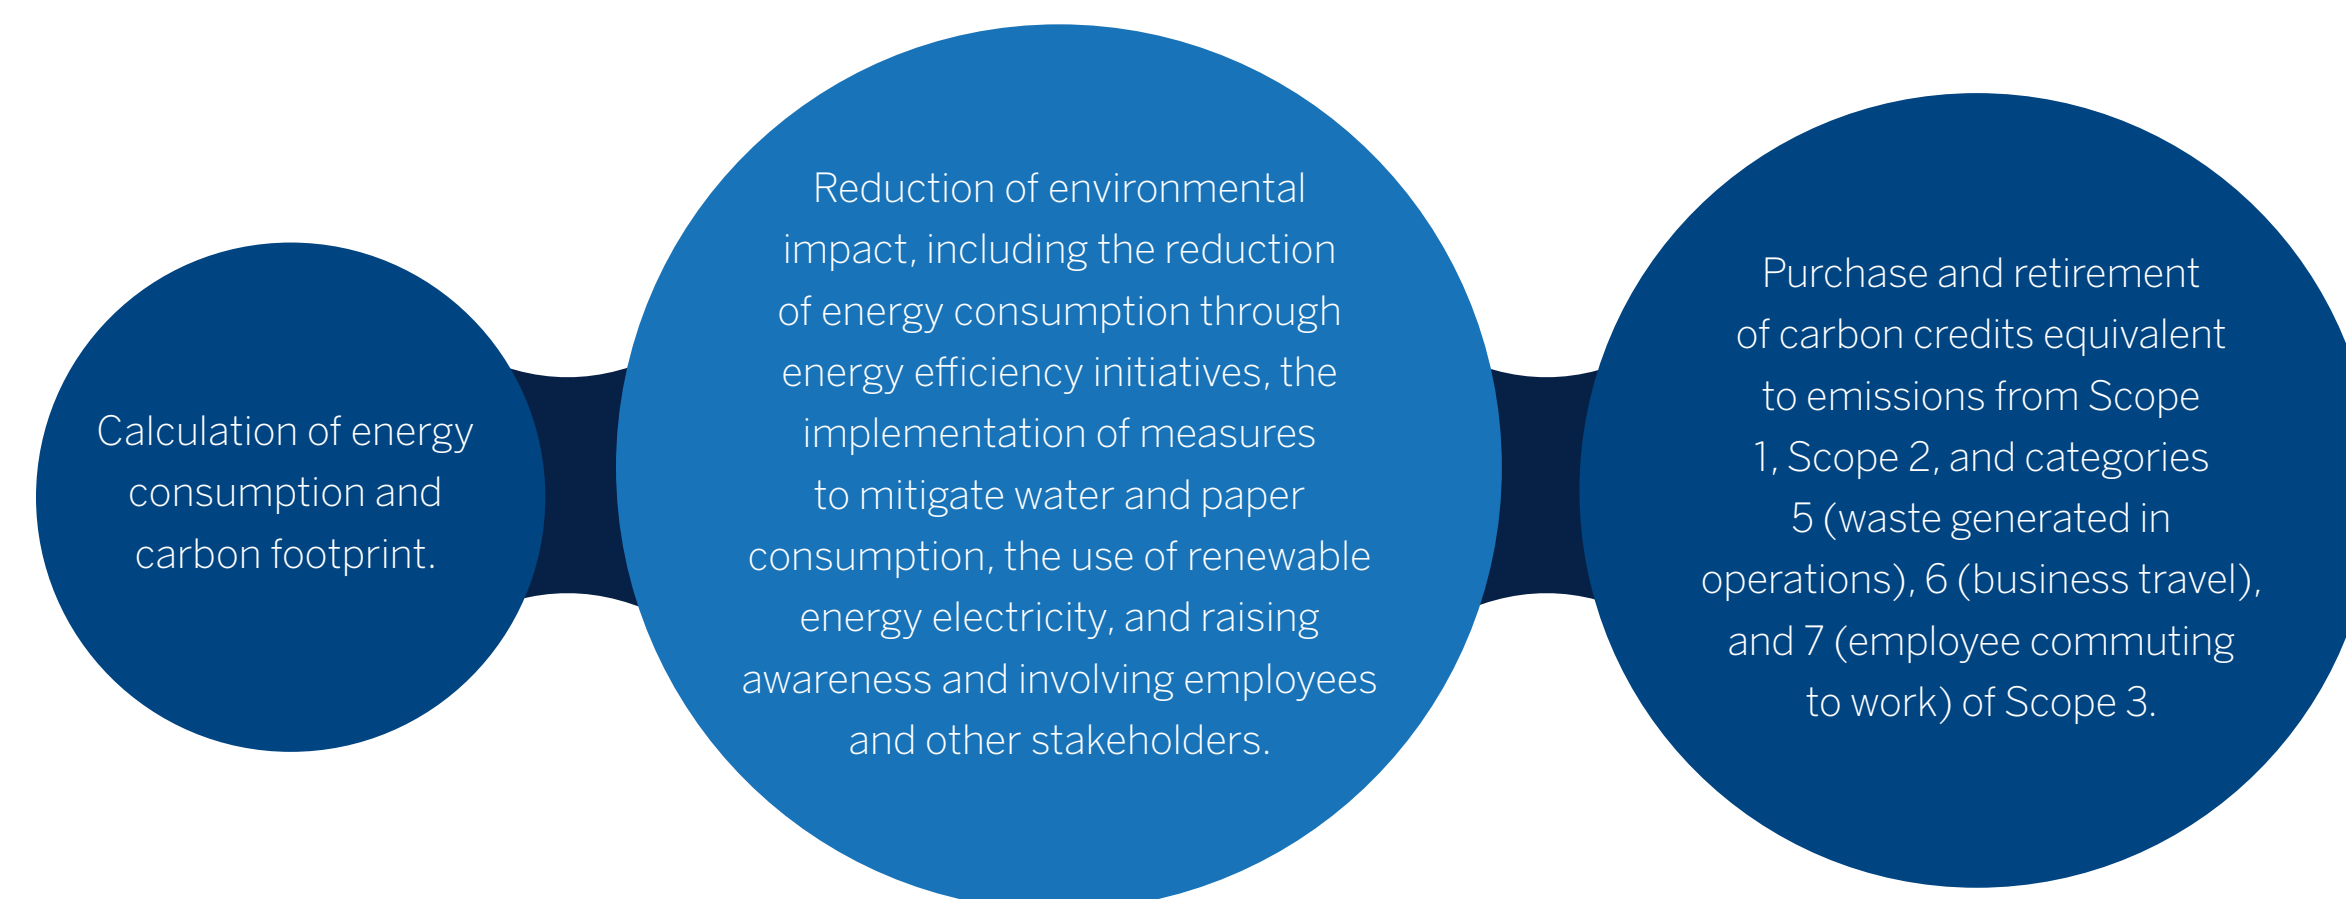 Calculation of energy
consumption and
carbon footprint.
Reduction of environmental
impact, including the reduction
of energy consumption through
energy efficiency initiatives, the
implementation of measures
to mitigate water and paper
consumption, the use of renewable
energy electricity, and raising
awareness and involving employees
and other stakeholders.
Purchase and retirement
of carbon credits equivalent
to emissions from Scope
1, Scope 2, and categories
5 (waste generated in
operations), 6 (business travel),
and 7 (employee commuting
to work) of Scope 3.